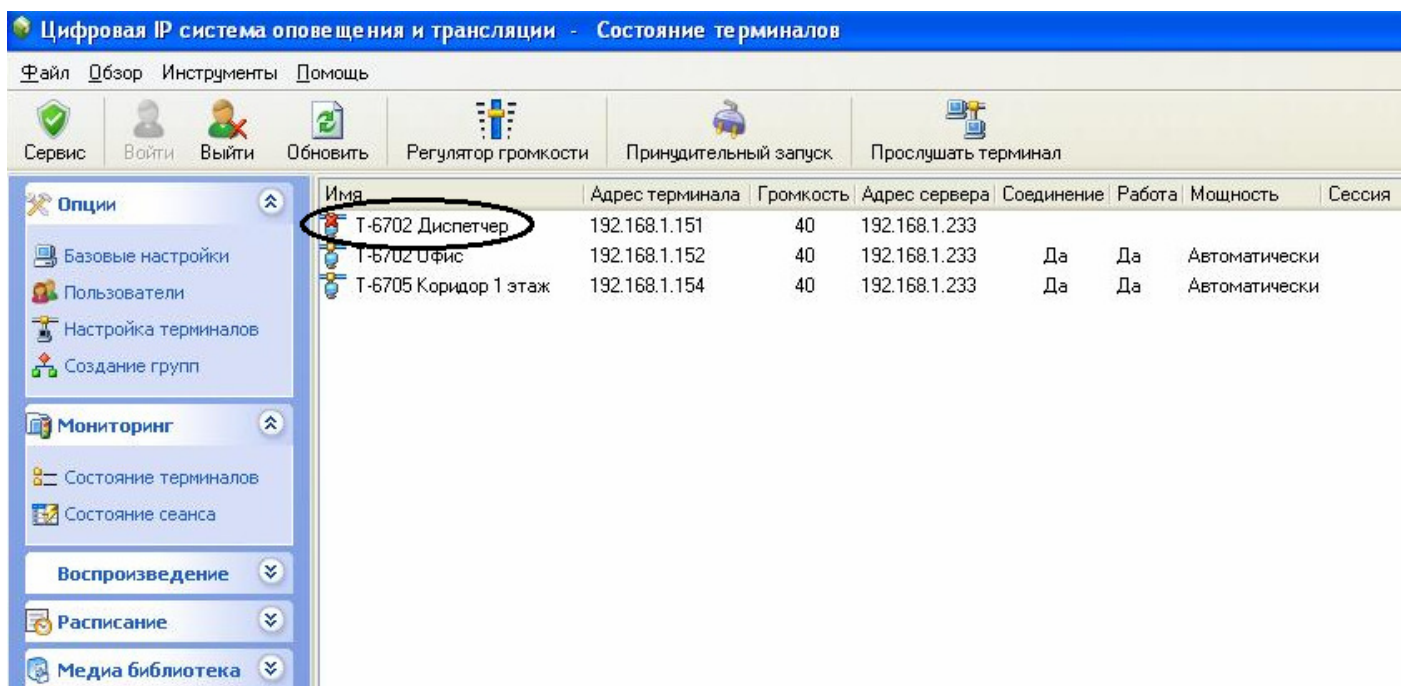 Цифровая IP система оповещения и трансляции - Состояние терминалов
Файл Обзор Инструменты Помощь
Сервис Войти Выйти Обновить Регулятор громкости Принудительный запуск Прослушать терминал
Опции
Базовые настройки
Пользователи
Настройка терминалов
Создание групп
Мониторинг
Состояние терминалов
Состояние сеанса
Воспроизведение
Расписание
Медиа библиотека
Имя Адрес терминала Громкость Адрес сервера Соединение Работа Мощность Сессия
T-6702 Диспетчер 192.168.1.151 40 192.168.1.233
T-6702 Офис 192.168.1.152 40 192.168.1.233 Да Да Автоматически
T-6705 Коридор 1 этаж 192.168.1.154 40 192.168.1.233 Да Да Автоматически